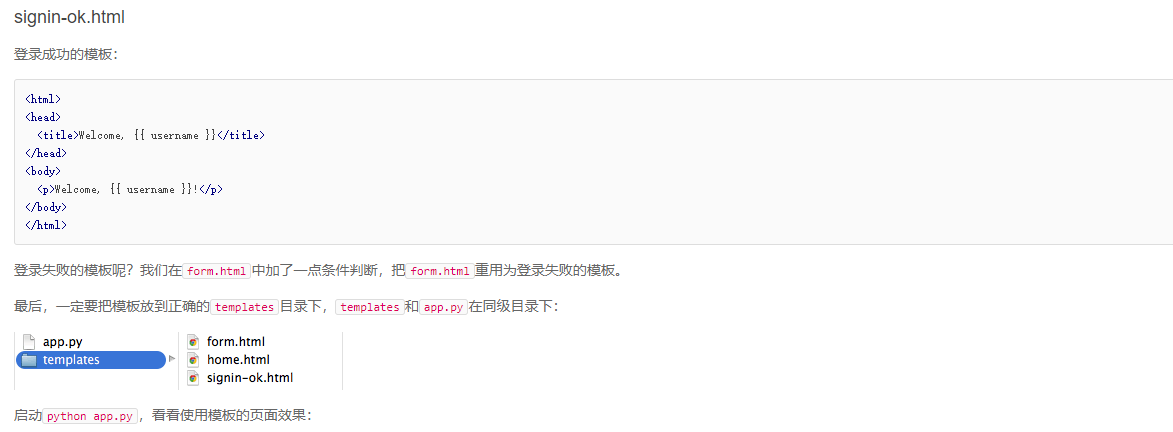 signin-ok.html
登录成功的模板：
<html>
<head>
  <title>Welcome, {{ username }}</title>
</head>
<body>
  <p>Welcome, {{ username }}!</p>
</body>
</html>
登录失败的模板呢？我们在form.html中加了一点条件判断，把form.html重用为登录失败的模板。
最后，一定要把模板放到正确的templates目录下，templates和app.py在同级目录下：
app.py
templates
form.html
home.html
signin-ok.html
启动python app.py，看看使用模板的页面效果：